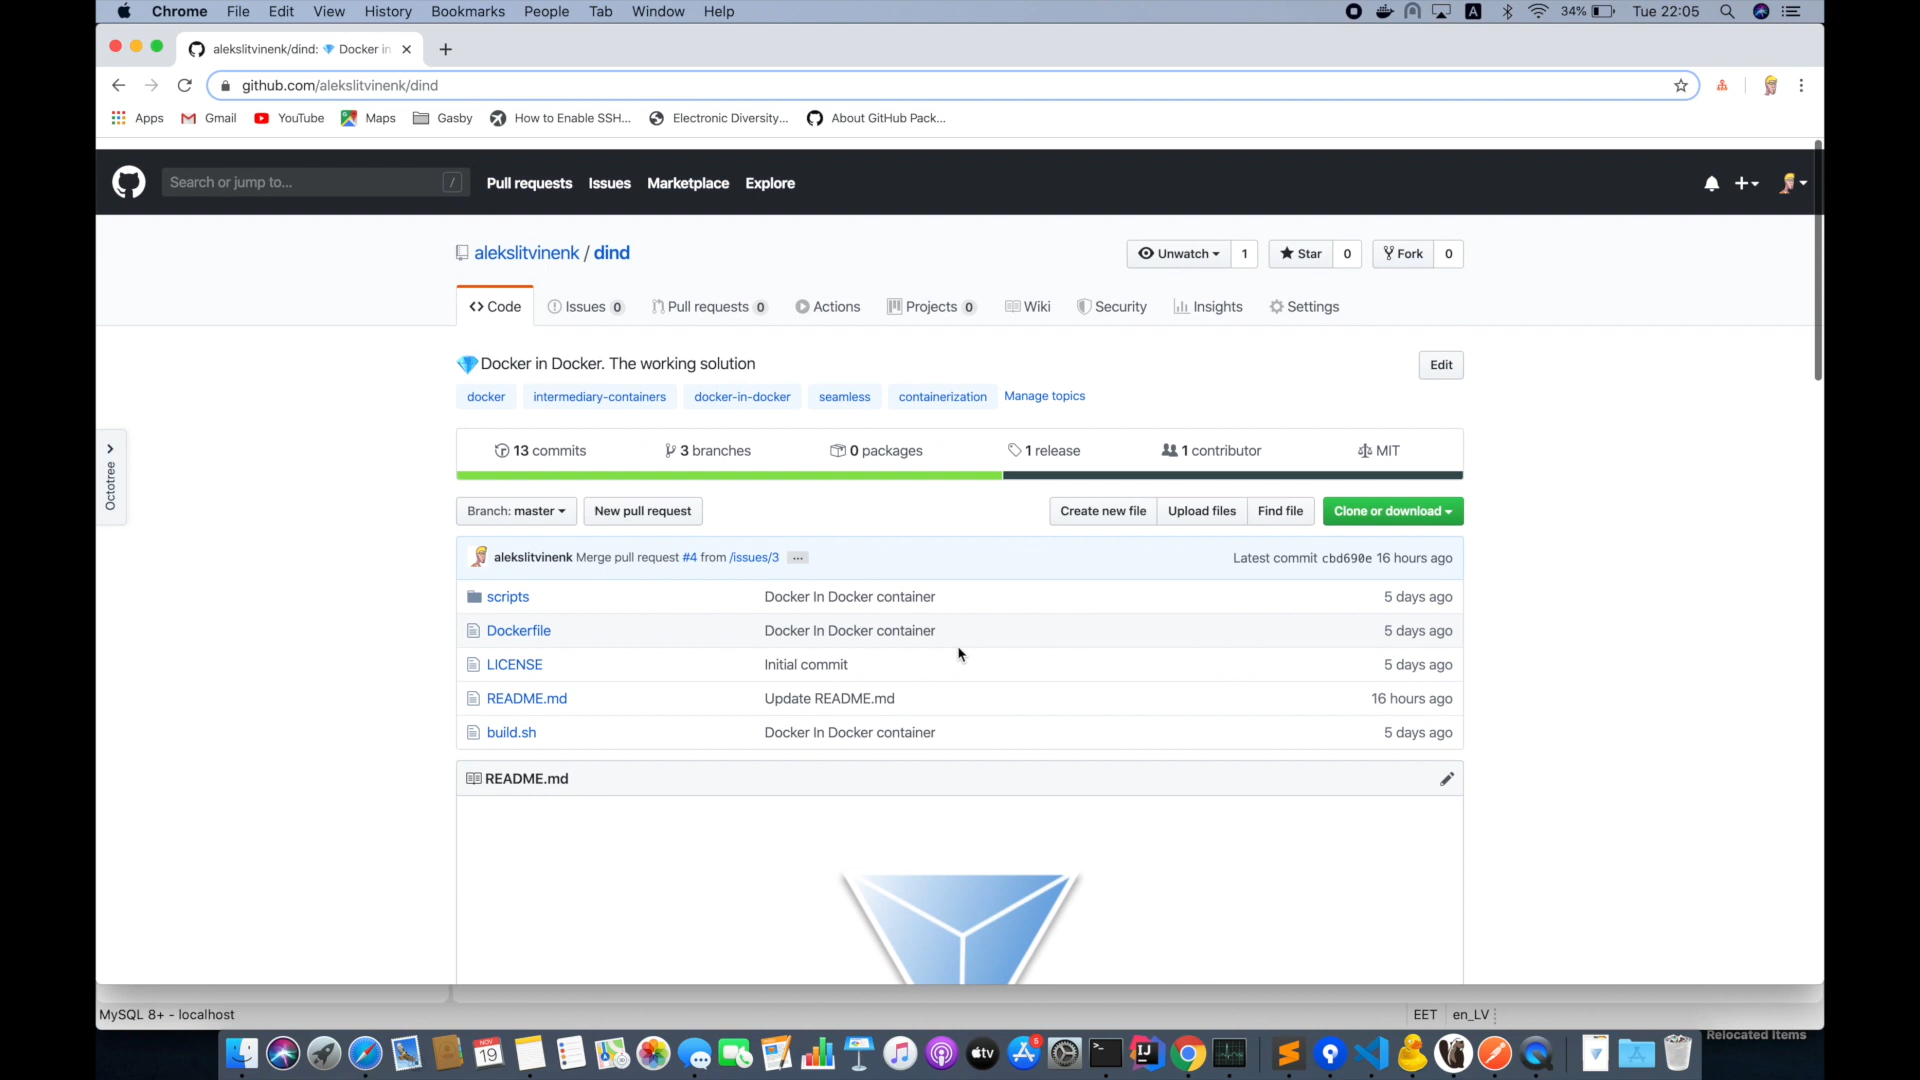 Chrome File Edit View History Bookmarks People Tab Window Help A 34% Tue 22:05
alekslitvinenk/dind: 💎 Docker in
github.com/alekslitvinenk/dind
Apps Gmail YouTube Maps Gasby How to Enable SSH... Electronic Diversity... About GitHub Pack...
Search or jump to... / Pull requests Issues Marketplace Explore
alekslitvinenk / dind Unwatch 1 Star 0 Fork 0
Code Issues 0 Pull requests 0 Actions Projects 0 Wiki Security Insights Settings
💎Docker in Docker. The working solution Edit
docker intermediary-containers docker-in-docker seamless containerization Manage topics
13 commits 3 branches 0 packages 1 release 1 contributor MIT
Octotree
Branch: master New pull request Create new file Upload files Find file Clone or download
alekslitvinenk Merge pull request #4 from /issues/3 ... Latest commit cbd690e 16 hours ago
scripts Docker In Docker container 5 days ago
Dockerfile Docker In Docker container 5 days ago
LICENSE Initial commit 5 days ago
README.md Update README.md 16 hours ago
build.sh Docker In Docker container 5 days ago
README.md
MySQL 8+ - localhost EET en_LV
Relocated Items
NOV
19
tv
5
IJ